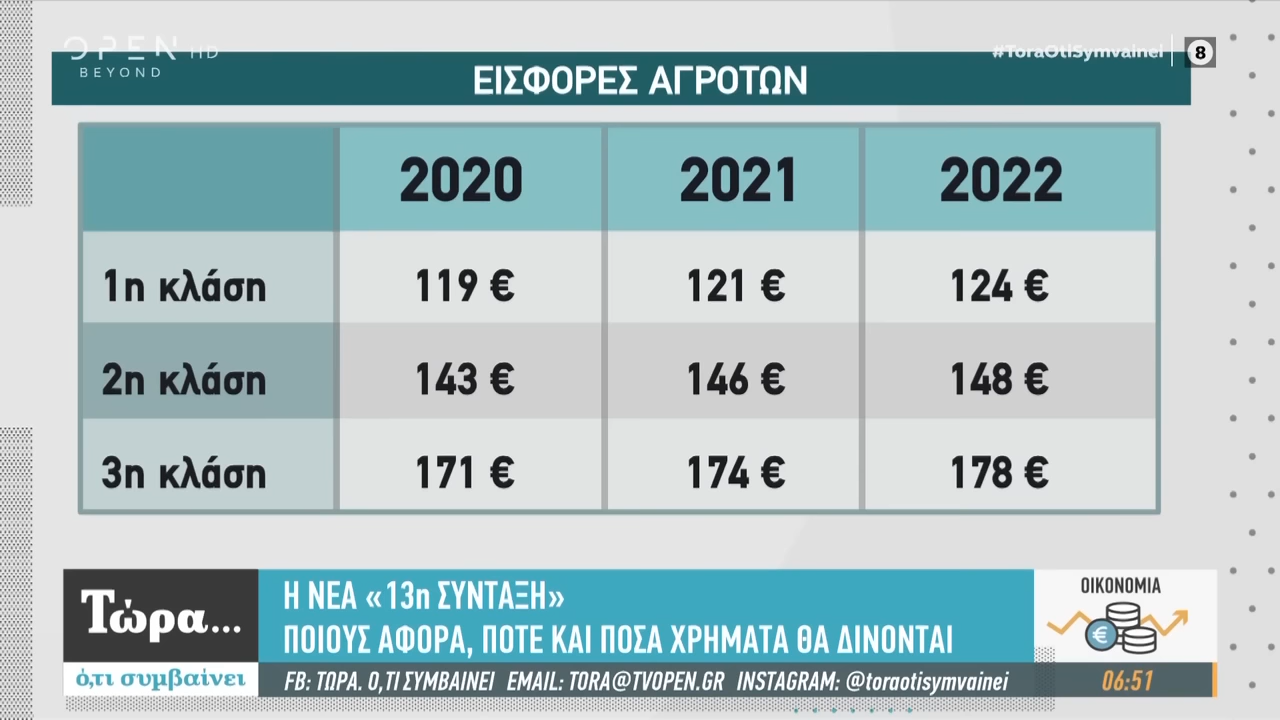 OPEN HD
BEYOND
#ToraOtiSymvainei
8
ΕΙΣΦΟΡΕΣ ΑΓΡΟΤΩΝ
2020 2021 2022
1η κλάση 119 € 121 € 124 €
2η κλάση 143 € 146 € 148 €
3η κλάση 171 € 174 € 178 €
Τώρα...
ό,τι συμβαίνει
Η ΝΕΑ «13η ΣΥΝΤΑΞΗ»
ΠΟΙΟΥΣ ΑΦΟΡΑ, ΠΟΤΕ ΚΑΙ ΠΟΣΑ ΧΡΗΜΑΤΑ ΘΑ ΔΙΝΟΝΤΑΙ
ΟΙΚΟΝΟΜΙΑ
€
FB: ΤΩΡΑ. Ο,ΤΙ ΣΥΜΒΑΙΝΕΙ EMAIL: TORA@TVOPEN.GR INSTAGRAM: @toraotisymvainei
06:51